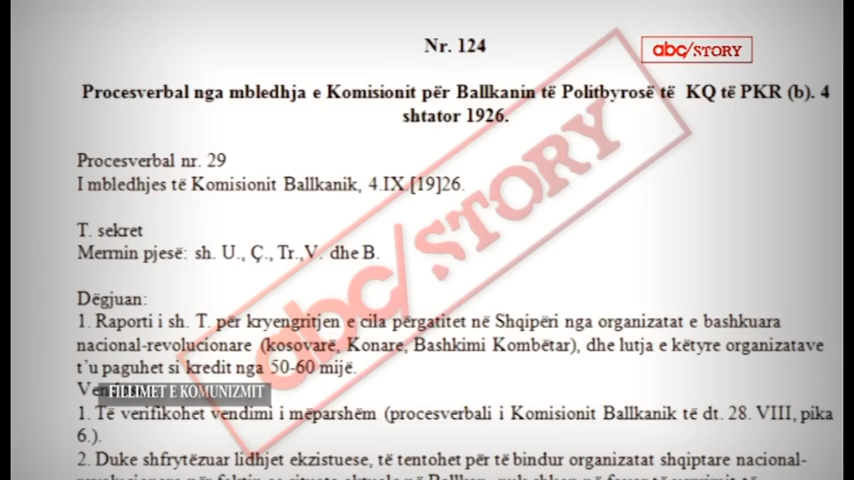 Nr. 124
abc/STORY
Procesverbal nga mbledhja e Komisionit për Ballkanin të Politbyrosë të KQ të PKR (b). 4
shtator 1926.
Procesverbal nr. 29
I mbledhjes të Komisionit Ballkanik, 4.IX.[19]26.
T. sekret
Merrnin pjesë: sh. U., Ç., Tr.,V. dhe B.
abc/STORY
Dëgjuan:
1. Raporti i sh. T. për kryengritjen e cila përgatitet në Shqipëri nga organizatat e bashkuara
nacional-revolucionare (kosovarë, Konare, Bashkimi Kombëtar), dhe lutja e këtyre organizatave
t'u paguhet si kredit nga 50-60 mijë.
FILLIMET E KOMUNIZMIT
1. Të verifikohet vendimi i mëparshëm (procesverbali i Komisionit Ballkanik të dt. 28. VIII, pika
6.).
2. Duke shfrytëzuar lidhjet ekzistuese, të tentohet për të bindur organizatat shqiptare nacional-